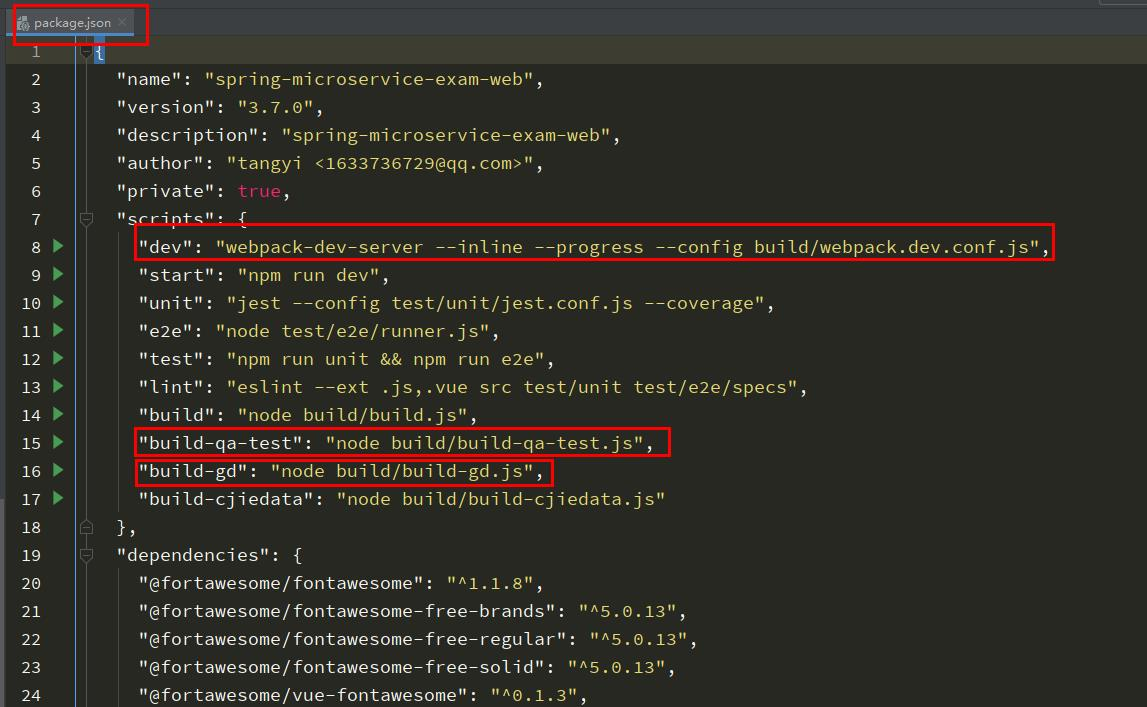 package.json
1 {
2 "name": "spring-microservice-exam-web",
3 "version": "3.7.0",
4 "description": "spring-microservice-exam-web",
5 "author": "tangyi <1633736729@qq.com>",
6 "private": true,
7 "scripts": {
8 "dev": "webpack-dev-server --inline --progress --config build/webpack.dev.conf.js",
9 "start": "npm run dev",
10 "unit": "jest --config test/unit/jest.conf.js --coverage",
11 "e2e": "node test/e2e/runner.js",
12 "test": "npm run unit && npm run e2e",
13 "lint": "eslint --ext .js,.vue src test/unit test/e2e/specs",
14 "build": "node build/build.js",
15 "build-qa-test": "node build/build-qa-test.js",
16 "build-gd": "node build/build-gd.js",
17 "build-cjiedata": "node build/build-cjiedata.js"
18 },
19 "dependencies": {
20 "@fortawesome/fontawesome": "^1.1.8",
21 "@fortawesome/fontawesome-free-brands": "^5.0.13",
22 "@fortawesome/fontawesome-free-regular": "^5.0.13",
23 "@fortawesome/fontawesome-free-solid": "^5.0.13",
24 "@fortawesome/vue-fontawesome": "^0.1.3",